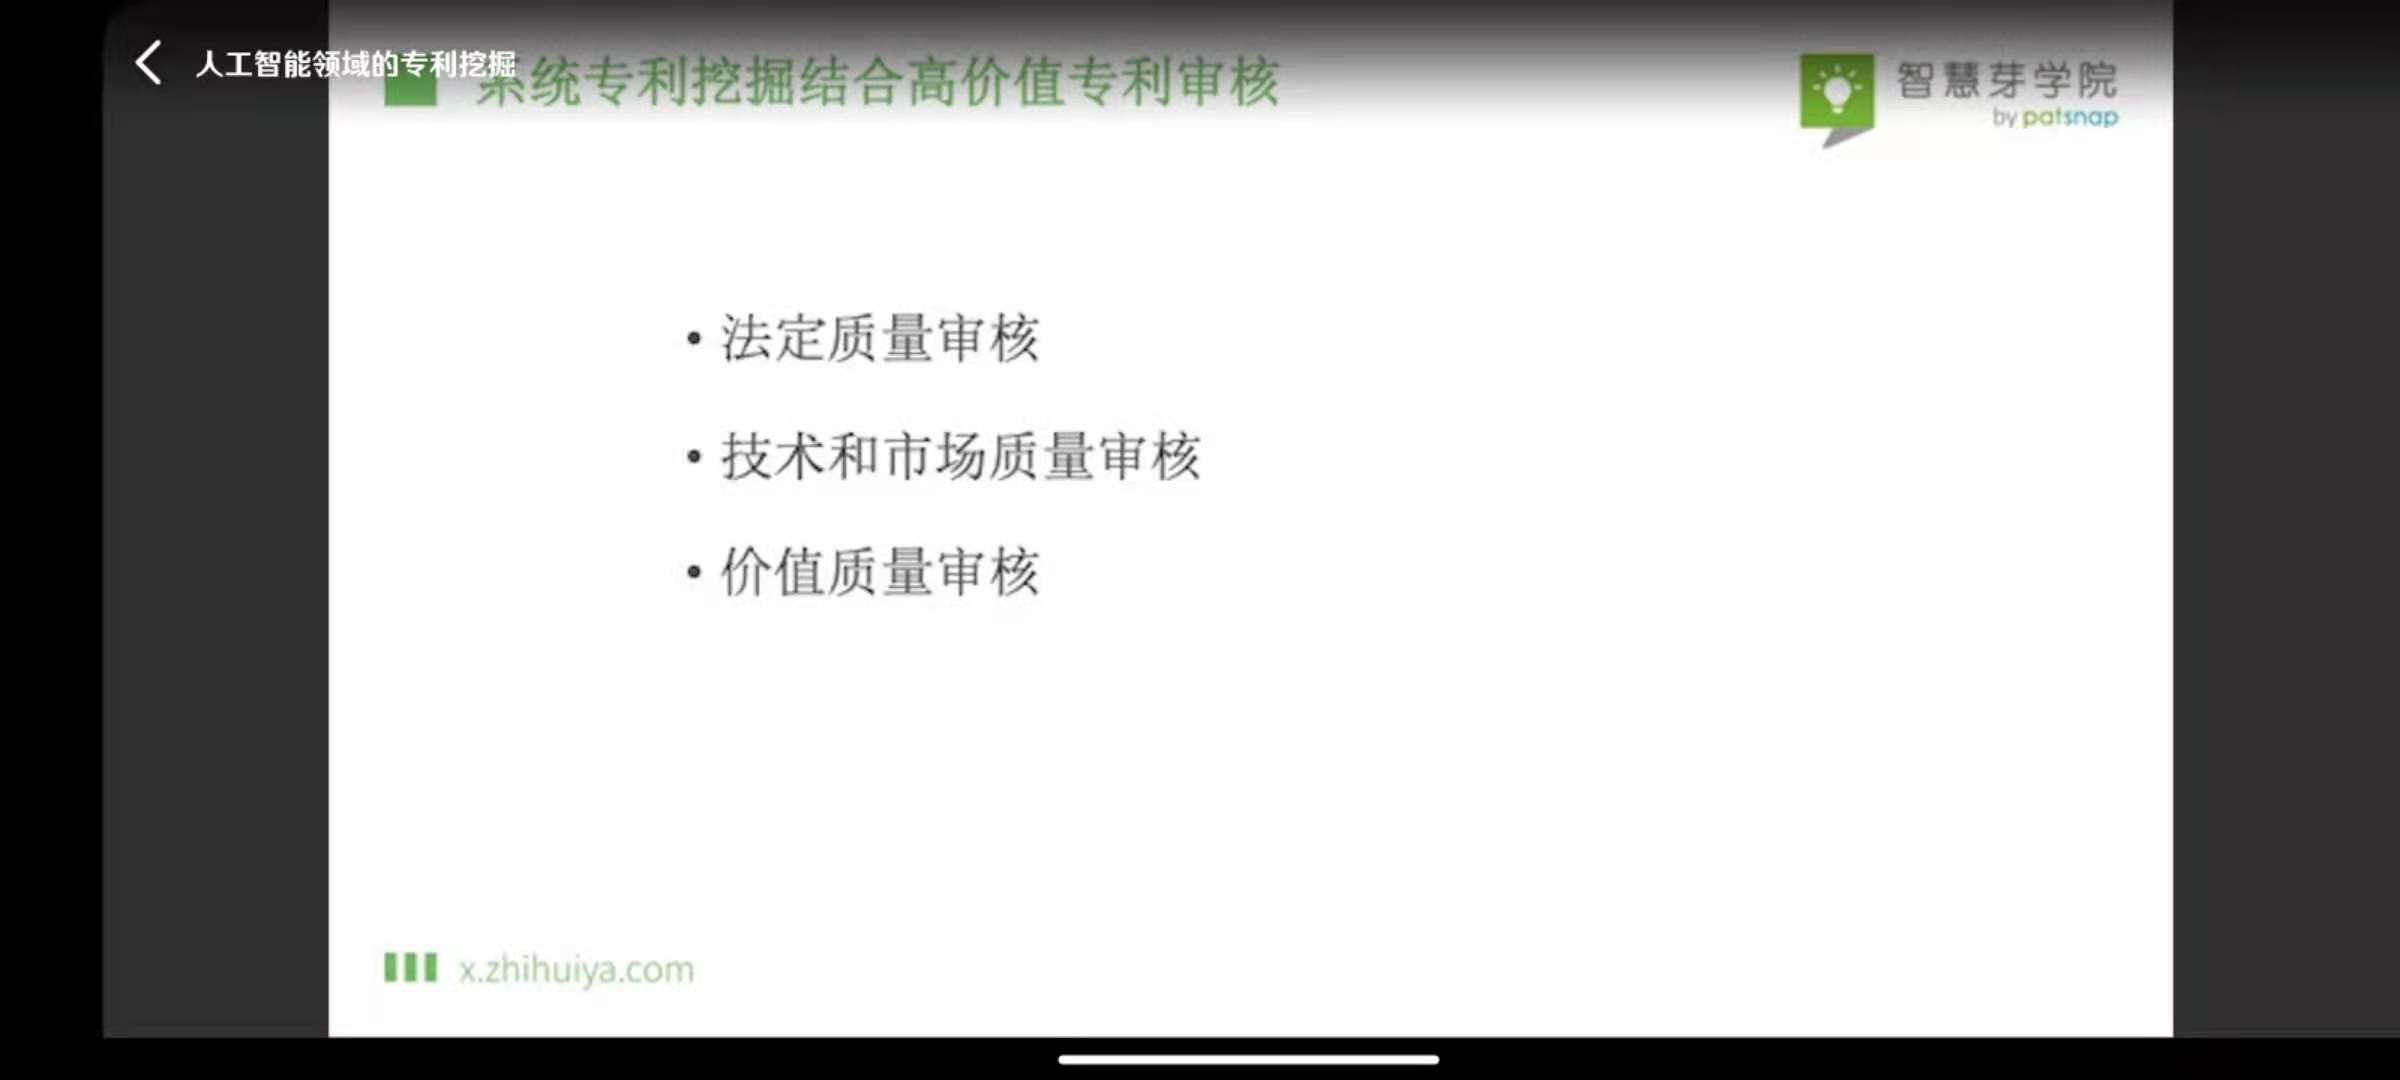 人工智能领域的专利挖掘
系统专利挖掘结合高价值专利审核
智慧芽学院
by patsnap
• 法定质量审核
• 技术和市场质量审核
• 价值质量审核
x.zhihuiya.com